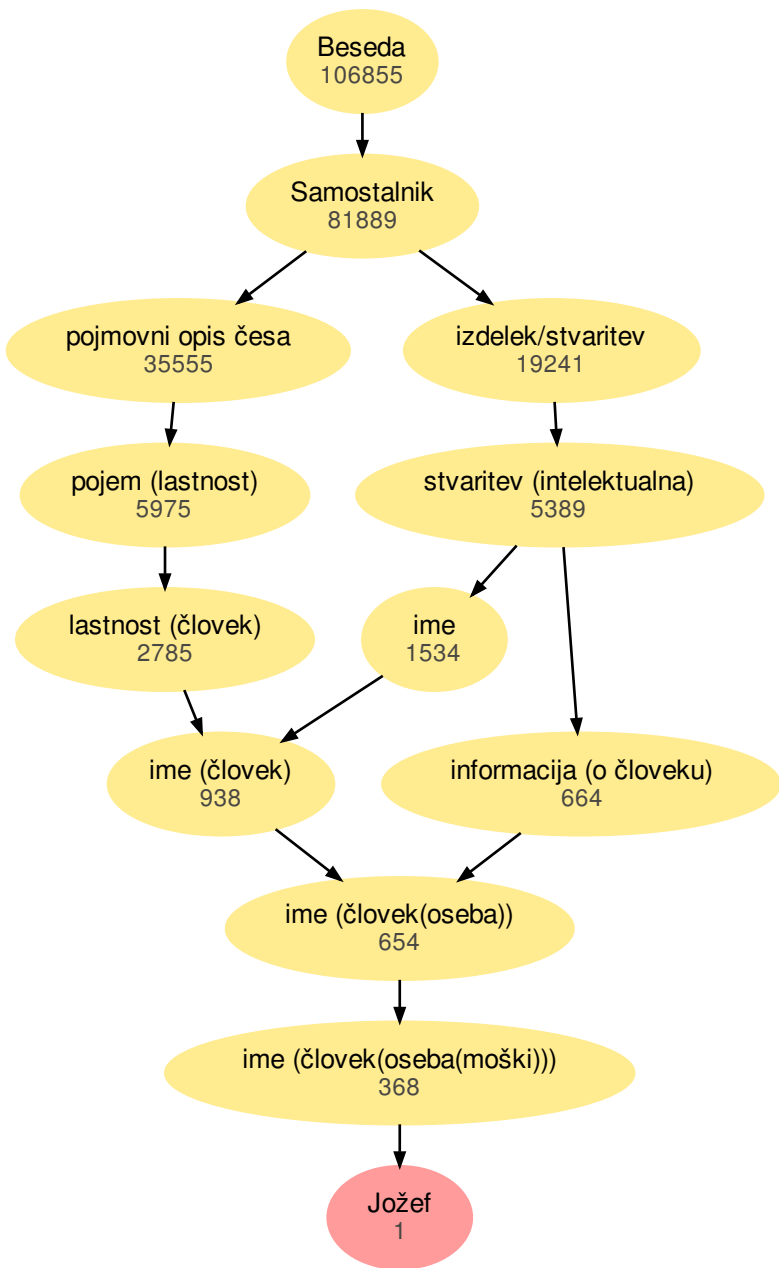 Beseda
106855
Samostalnik
81889
pojmovni opis česa
35555
izdelek/stvaritev
19241
pojem (lastnost)
5975
stvaritev (intelektualna)
5389
lastnost (človek)
2785
ime
1534
ime (človek)
938
informacija (o človeku)
664
ime (človek(oseba))
654
ime (človek(oseba(moški)))
368
Jožef
1